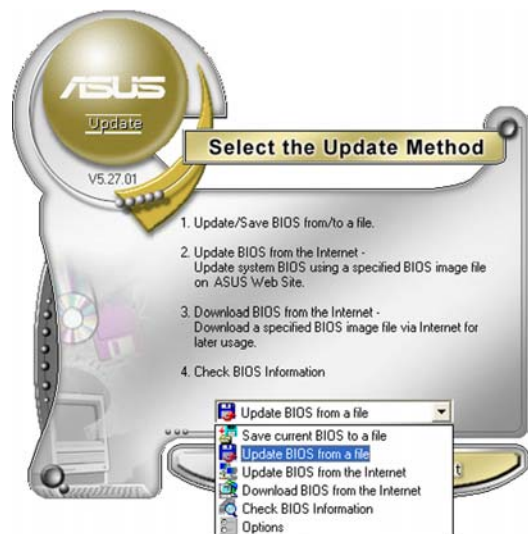 ASUS
Update
V5.27.01
Select the Update Method
1. Update/Save BIOS from/to a file.
2. Update BIOS from the Internet -
Update system BIOS using a specified BIOS image file
on ASUS Web Site.
3. Download BIOS from the Internet -
Download a specified BIOS image file via Internet for
later usage.
4. Check BIOS Information
Update BIOS from a file
Save current BIOS to a file
Update BIOS from a file
Update BIOS from the Internet
Download BIOS from the Internet
Check BIOS Information
Options